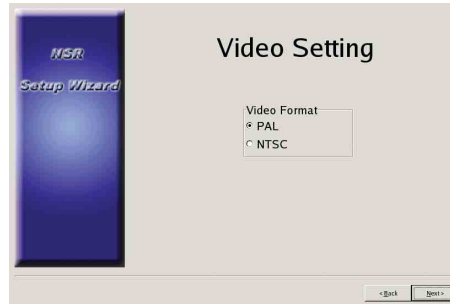 NSR
Setup Wizard
Video Setting
Video Format
PAL
NTSC
< Back
Next >